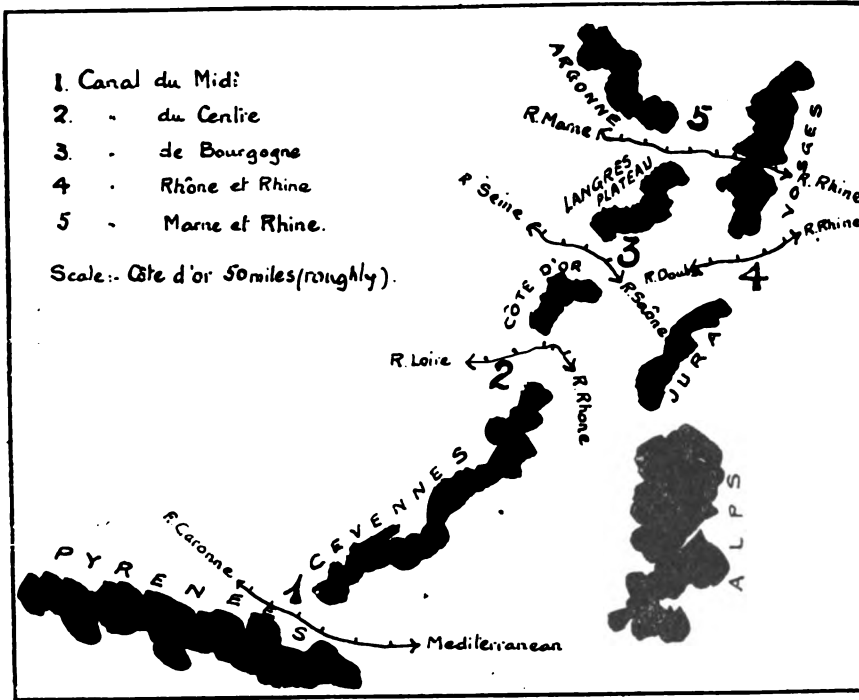 1. Canal du Midi
2. " du Centre
3. " de Bourgogne
4 " Rhône et Rhine
5 " Marne et Rhine.
Scale:- Côte d'or 50 miles (roughly).
ARGONNE
R. Marne
5
VOSGES
R. Rhine
LANGRES
PLATEAU
R. Seine
3
R. Rhine
R. Doub
4
CÔTE D'OR
R. Saône
JURA
R. Loire
2
R. Rhone
CEVENNES
ALPS
R. Garonne
1
PYRENEES
Mediterranean